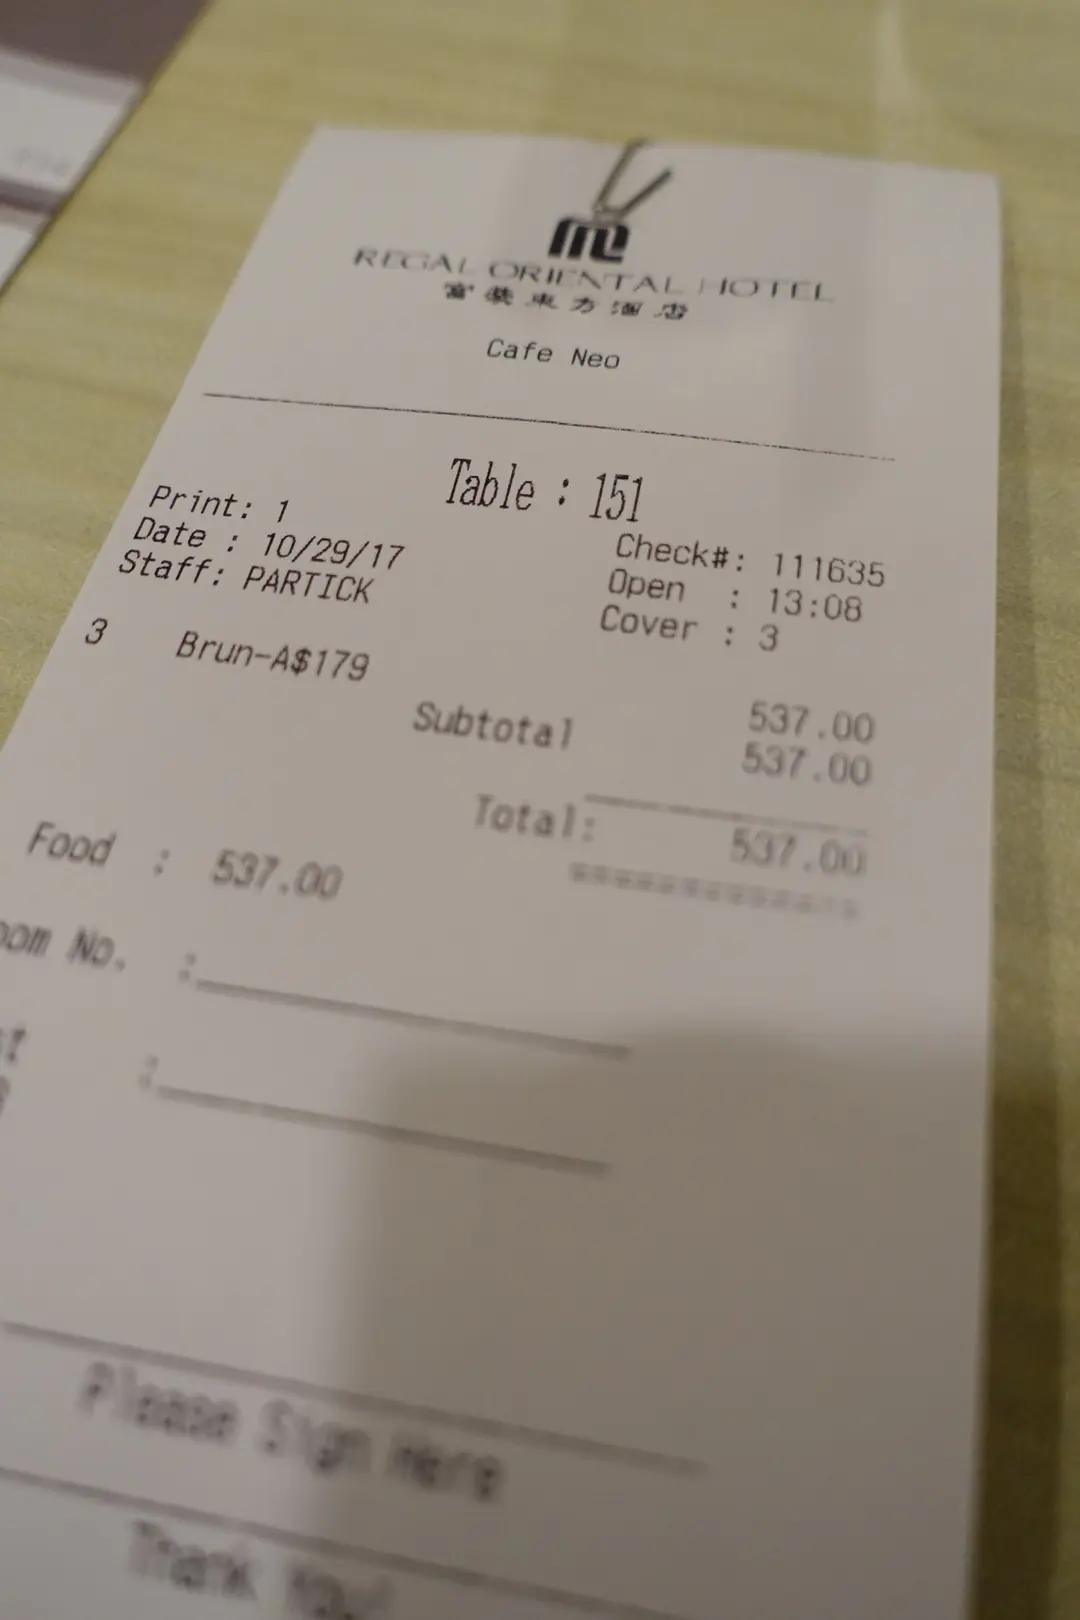 REGAL ORIENTAL HOTEL
富豪東方酒店
Cafe Neo
Table : 151
Print: 1
Check#: 111635
Date : 10/29/17
Open : 13:08
Staff: PARTICK
Cover : 3
3 Brun-A$179 537.00
Subtotal 537.00
Total: 537.00
Food : 537.00
oom No. :
:
Please Sign Here
Thank You!